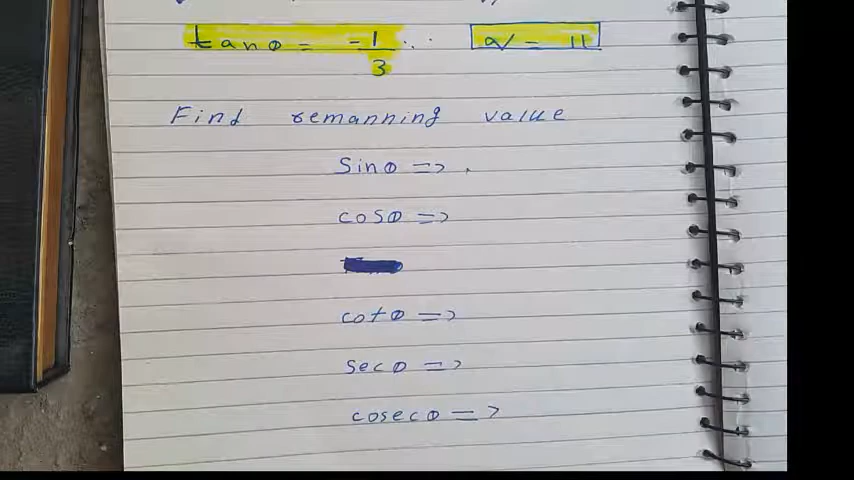 tanθ = -1/3 ... Q/ = II
Find remanning value
Sinθ => .
cosθ =>
cotθ =>
secθ =>
cosecθ =>